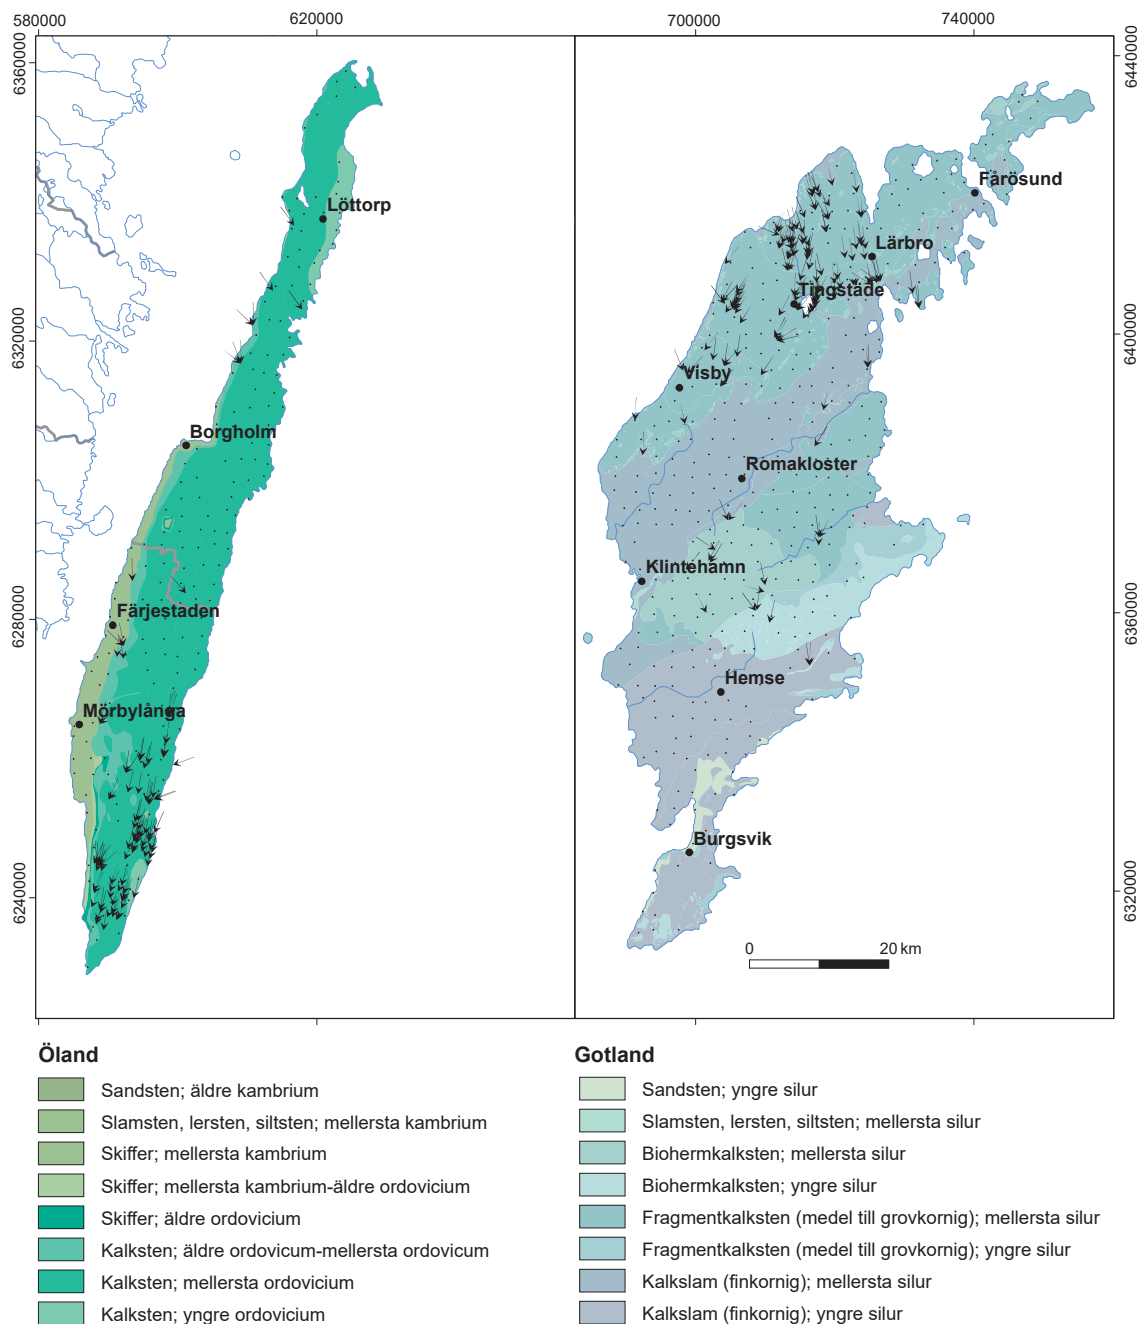 580000
620000
700000
740000
6360000
6320000
6280000
6240000
6440000
6400000
6360000
6320000
Löttorp
Borgholm
Färjestaden
Mörbylånga
Fårösund
Lärbro
Tingstäde
Visby
Romakloster
Klintehamn
Hemse
Burgsvik
0 20 km
Öland
Sandsten; äldre kambrium
Slamsten, lersten, siltsten; mellersta kambrium
Skiffer; mellersta kambrium
Skiffer; mellersta kambrium-äldre ordovicium
Skiffer; äldre ordovicium
Kalksten; äldre ordovicum-mellersta ordovicum
Kalksten; mellersta ordovicium
Kalksten; yngre ordovicium
Gotland
Sandsten; yngre silur
Slamsten, lersten, siltsten; mellersta silur
Biohermkalksten; mellersta silur
Biohermkalksten; yngre silur
Fragmentkalksten (medel till grovkornig); mellersta silur
Fragmentkalksten (medel till grovkornig); yngre silur
Kalkslam (finkornig); mellersta silur
Kalkslam (finkornig); yngre silur